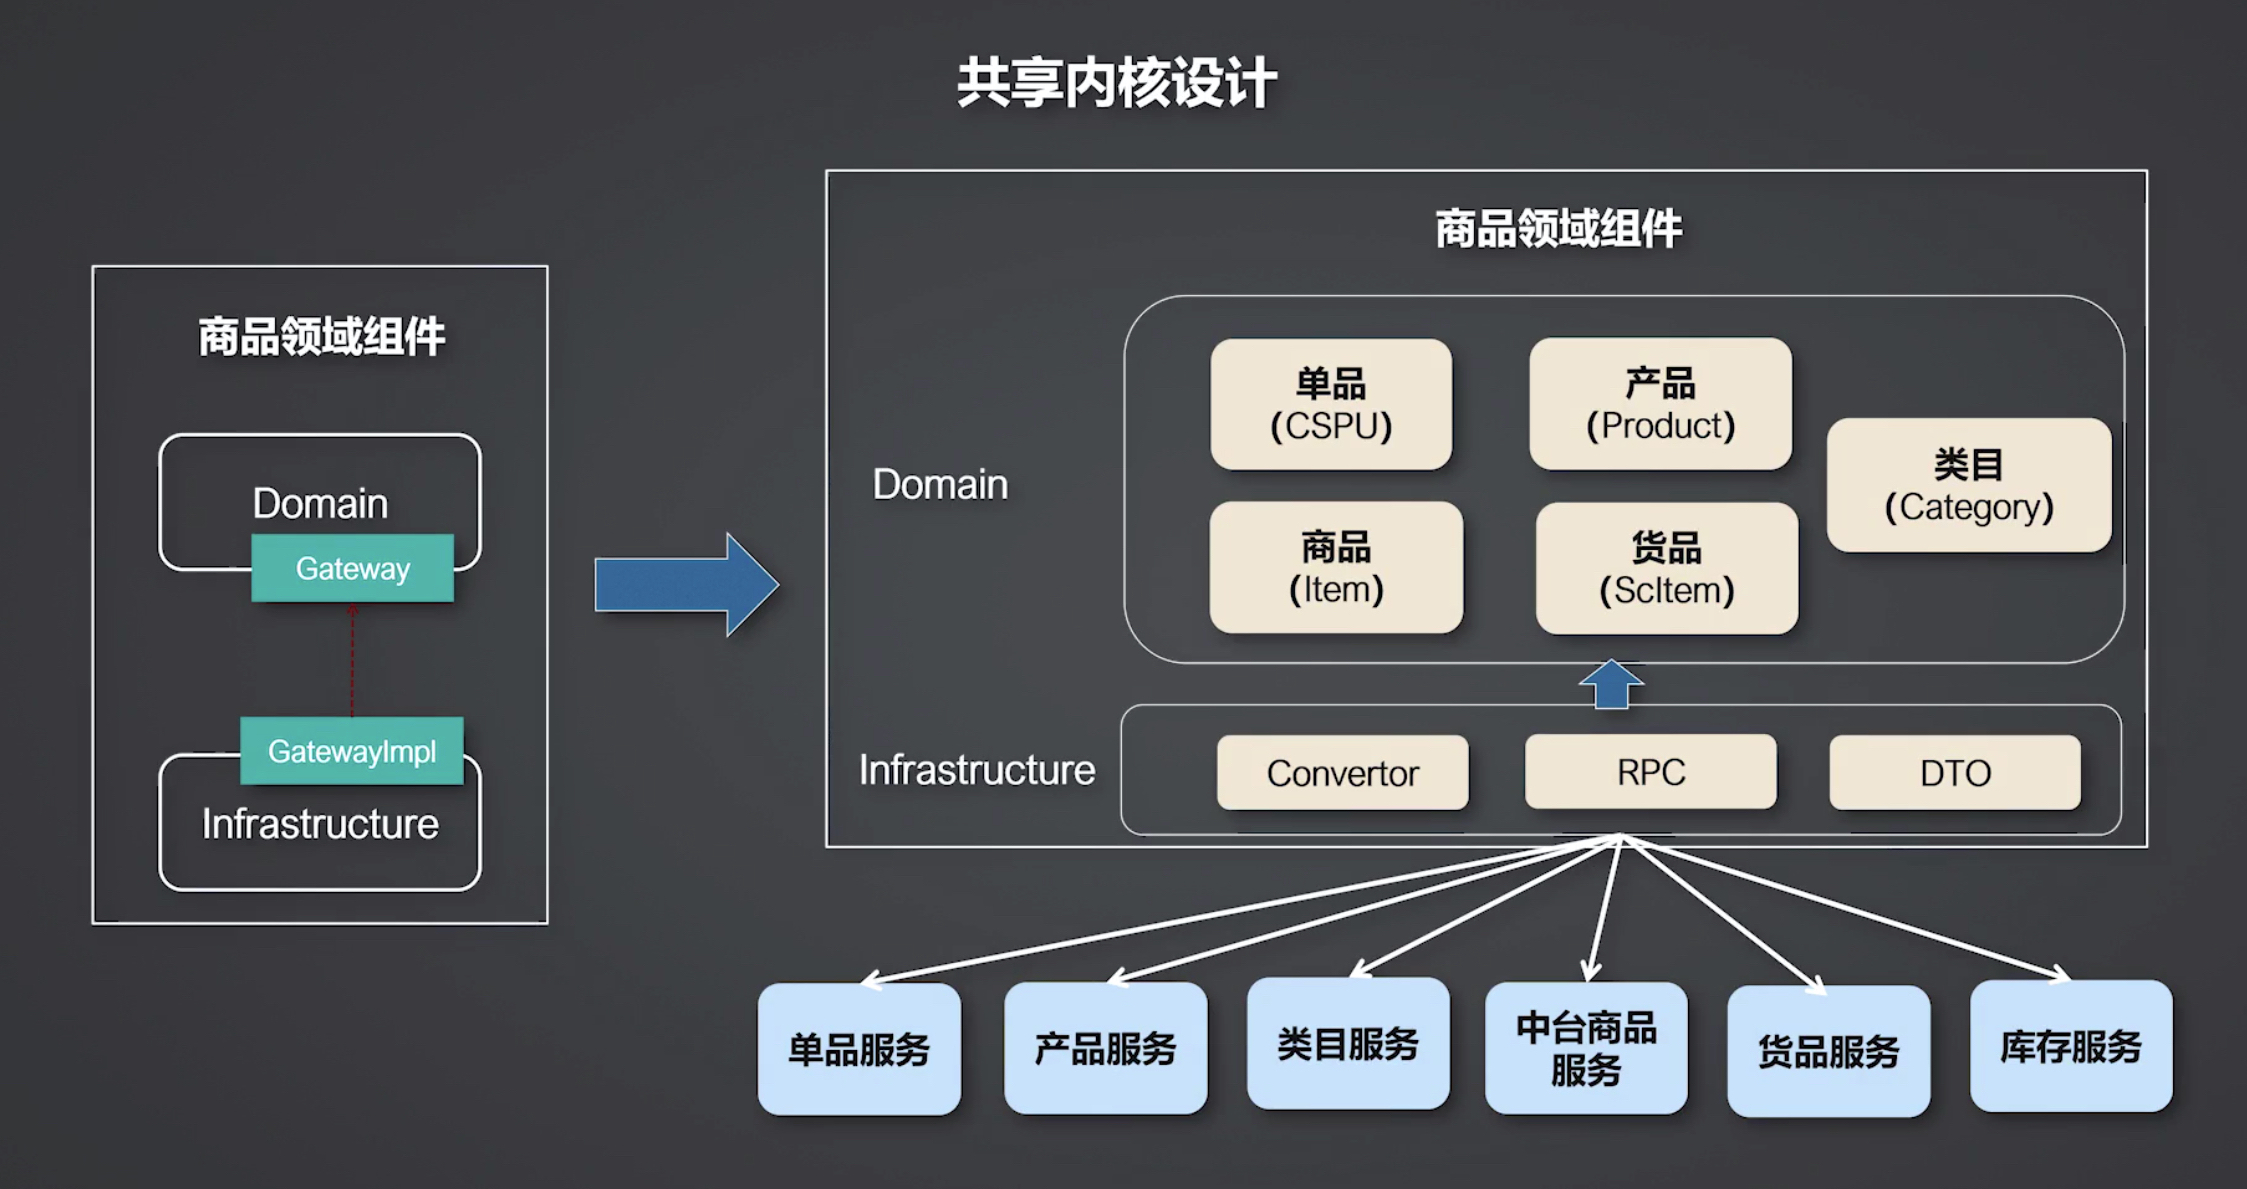 共享内核设计
商品领域组件
Domain
Gateway
GatewayImpl
Infrastructure
商品领域组件
Domain
单品
(CSPU)
产品
(Product)
类目
(Category)
商品
(Item)
货品
(ScItem)
Infrastructure
Convertor
RPC
DTO
单品服务
产品服务
类目服务
中台商品
服务
货品服务
库存服务